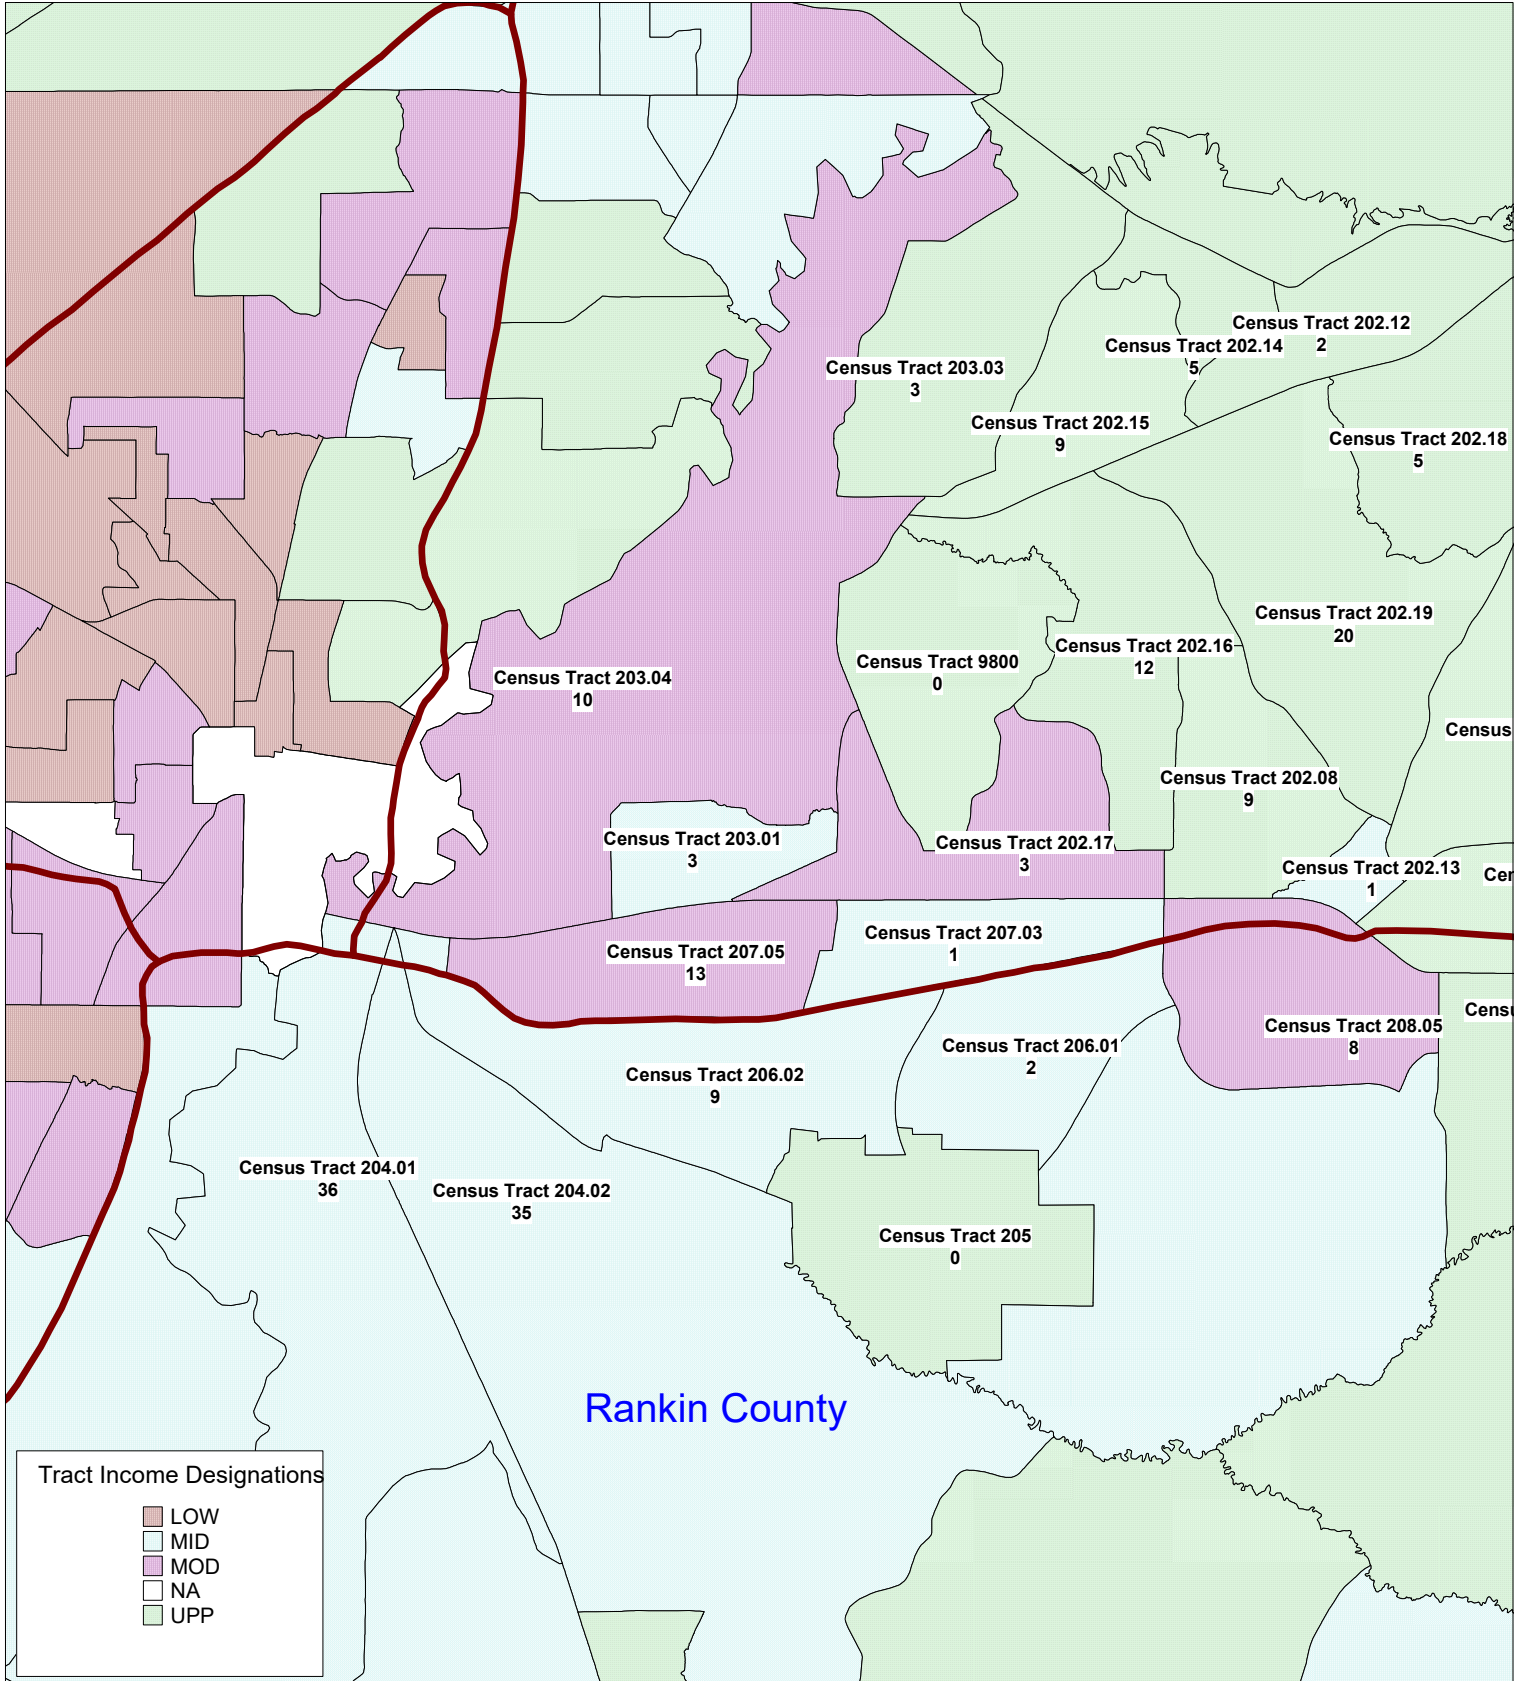 Census Tract 202.12
2
Census Tract 202.14
5
Census Tract 203.03
3
Census Tract 202.15
9
Census Tract 202.18
5
Census Tract 202.19
20
Census Tract 202.16
12
Census Tract 9800
0
Census Tract 203.04
10
Census
Census Tract 202.08
9
Census Tract 203.01
3
Census Tract 202.17
3
Census Tract 202.13
1
Cer
Census Tract 207.03
1
Census Tract 207.05
13
Censu
Census Tract 208.05
8
Census Tract 206.01
2
Census Tract 206.02
9
Census Tract 204.01
36
Census Tract 204.02
35
Census Tract 205
0
Rankin County
Tract Income Designations
LOW
MID
MOD
NA
UPP